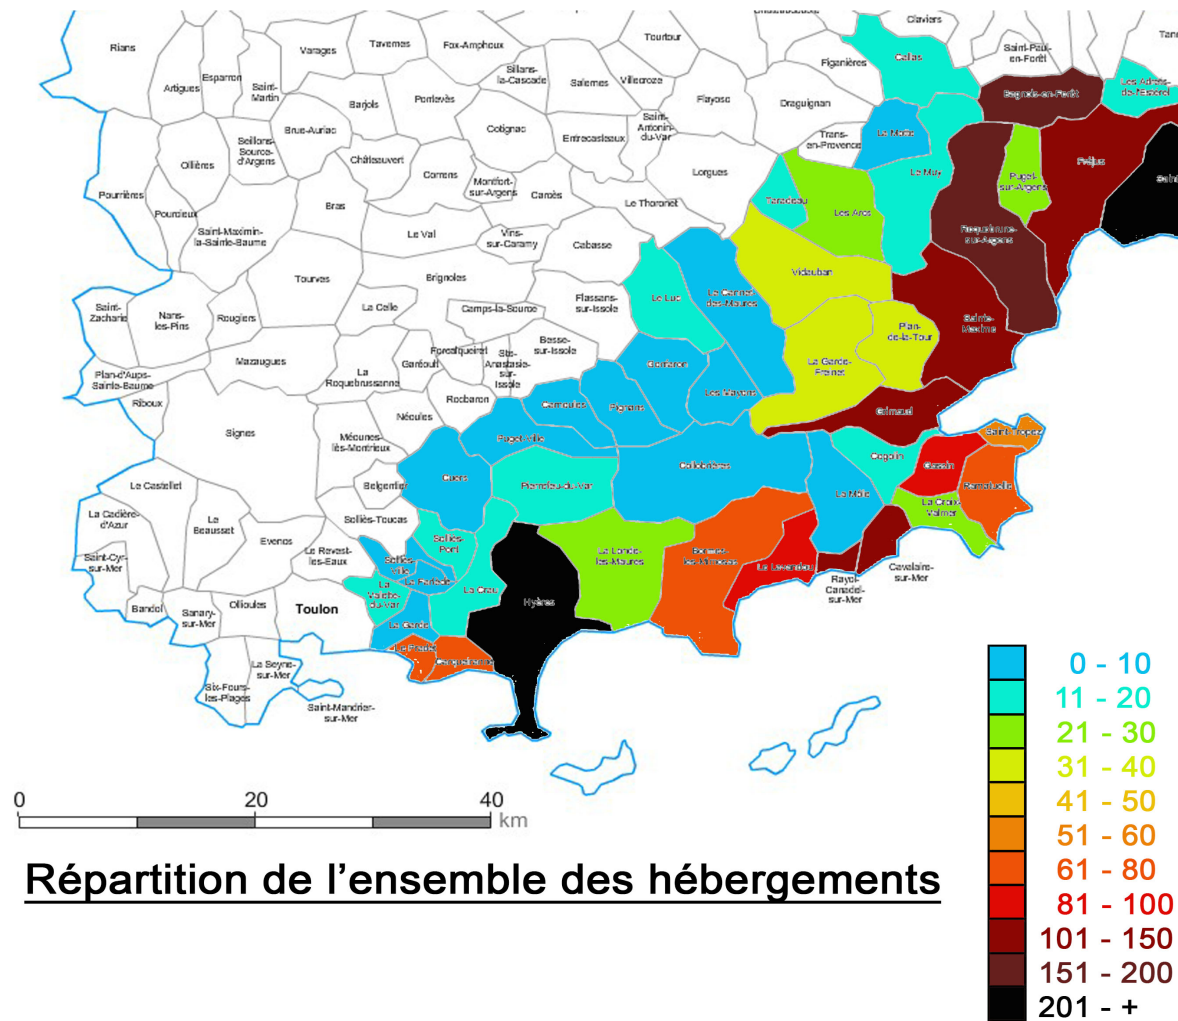 Claviers
Rians
Varages
Tavernes
Fox-Amphoux
Tourtour
Saint-Paul-
en-Forêt
Figanières
Callas
Artigues
Esparron
Saint-
Martin
Sillans-
la-Cascade
Salernes
Villecroze
Les Adrets-
de-l'Esterel
Bagnols-en-Forêt
Barjols
Pontevès
Flayosc
Draguignan
Brue-Auriac
Cotignac
Entrecasteaux
Saint-
Antonin-
du-Var
Trans-
en-Provence
La Motte
Seillons-
Source-
d'Argens
Ollières
Châteauvert
Correns
Montfort-
sur-Argens
Carcès
Lorgues
Le Muy
Puget-
sur-Argens
Fréjus
Pourrières
Pourcieux
Bras
Le Thoronet
Taradeau
Les Arcs
Saint-Maximin-
la-Sainte-Baume
Le Val
Vins-
sur-Caramy
Cabasse
Roquebrune-
sur-Argens
Tourves
Brignoles
Vidauban
Saint-
Zacharie
Nans-
les-Pins
Rougiers
La Celle
Camps-la-Source
Flassans-
sur-Issole
Le Luc
Le Cannet
des-Maures
Plan-
de-la-Tour
Sainte-
Maxime
Mazaugues
Garéoult
Forcalqueiret
Ste-
Anastasie-
sur-
Issole
Besse-
sur-Issole
Gonfaron
La Garde-
Freinet
Plan-d'Aups-
Sainte-Baume
La
Roquebrussanne
Riboux
Néoules
Rocbaron
Carnoules
Pignans
Les Mayons
Grimaud
Signes
Méounes-
lès-Montrieux
Puget-Ville
Saint-Tropez
Le Castellet
Belgentier
Cuers
Pierrefeu-du-Var
Collobrières
La Môle
Cogolin
Gassin
Ramatuelle
La Croix-
Valmer
La Cadière-
d'Azur
Le
Beausset
Evenos
Solliès-Toucas
Solliès-
Pont
Saint-Cyr-
sur-Mer
Le Revest-
les-Eaux
Solliès-
Ville
La Farlède
La Crau
La Londe-
les-Maures
Bormes-
les-Mimosas
Le Lavandou
Rayol-
Canadel-
sur-Mer
Cavalaire-
sur-Mer
Bandol
Sanary-
sur-Mer
Ollioules
Toulon
La
Valette-
du-Var
La Garde
Hyères
Le Pradet
Carqueiranne
La Seyne-
sur-Mer
Six-Fours-
les-Plages
Saint-Mandrier-
sur-Mer
0 20 40
km
Répartition de l'ensemble des hébergements
0 - 10
11 - 20
21 - 30
31 - 40
41 - 50
51 - 60
61 - 80
81 - 100
101 - 150
151 - 200
201 - +